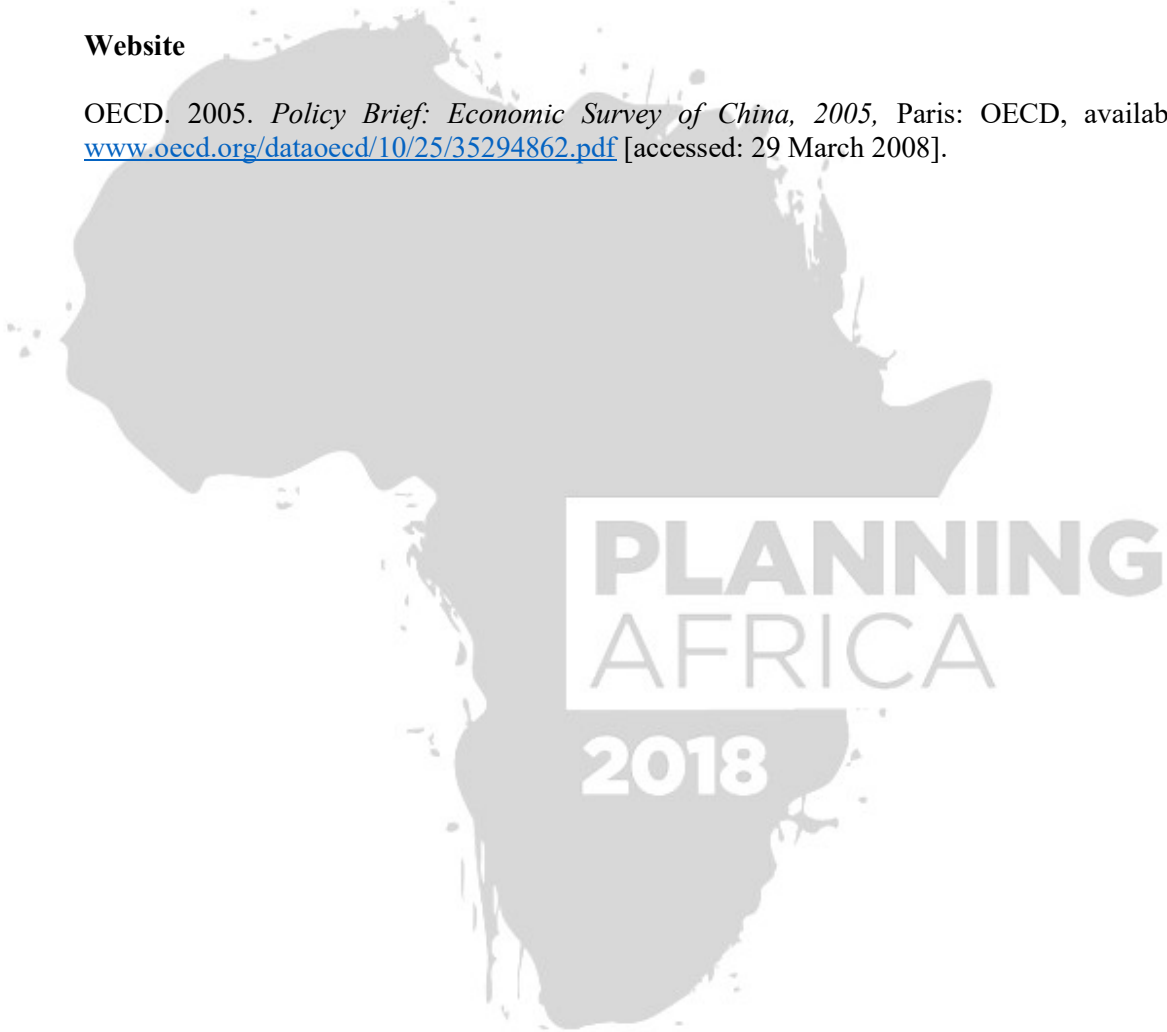 Website
OECD. 2005. Policy Brief: Economic Survey of China, 2005, Paris: OECD,
www.oecd.org/dataoecd/10/25/35294862.pdf [accessed: 29 March 2008].
PLANNING
AFRICA
2018